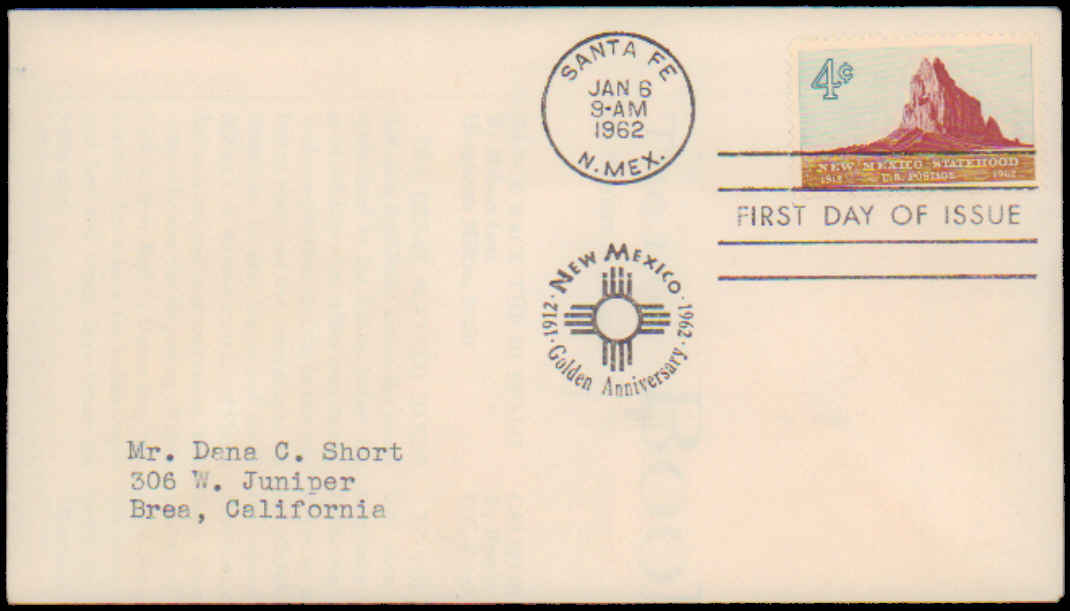 SANTA FE
JAN 6
9-AM
1962
N. MEX.
4¢
NEW MEXICO STATEHOOD
1912 U.S. POSTAGE 1962
FIRST DAY OF ISSUE
· NEW MEXICO ·
1912 · 1962
· Golden Anniversary ·
Mr. Dana C. Short
306 W. Juniper
Brea, California